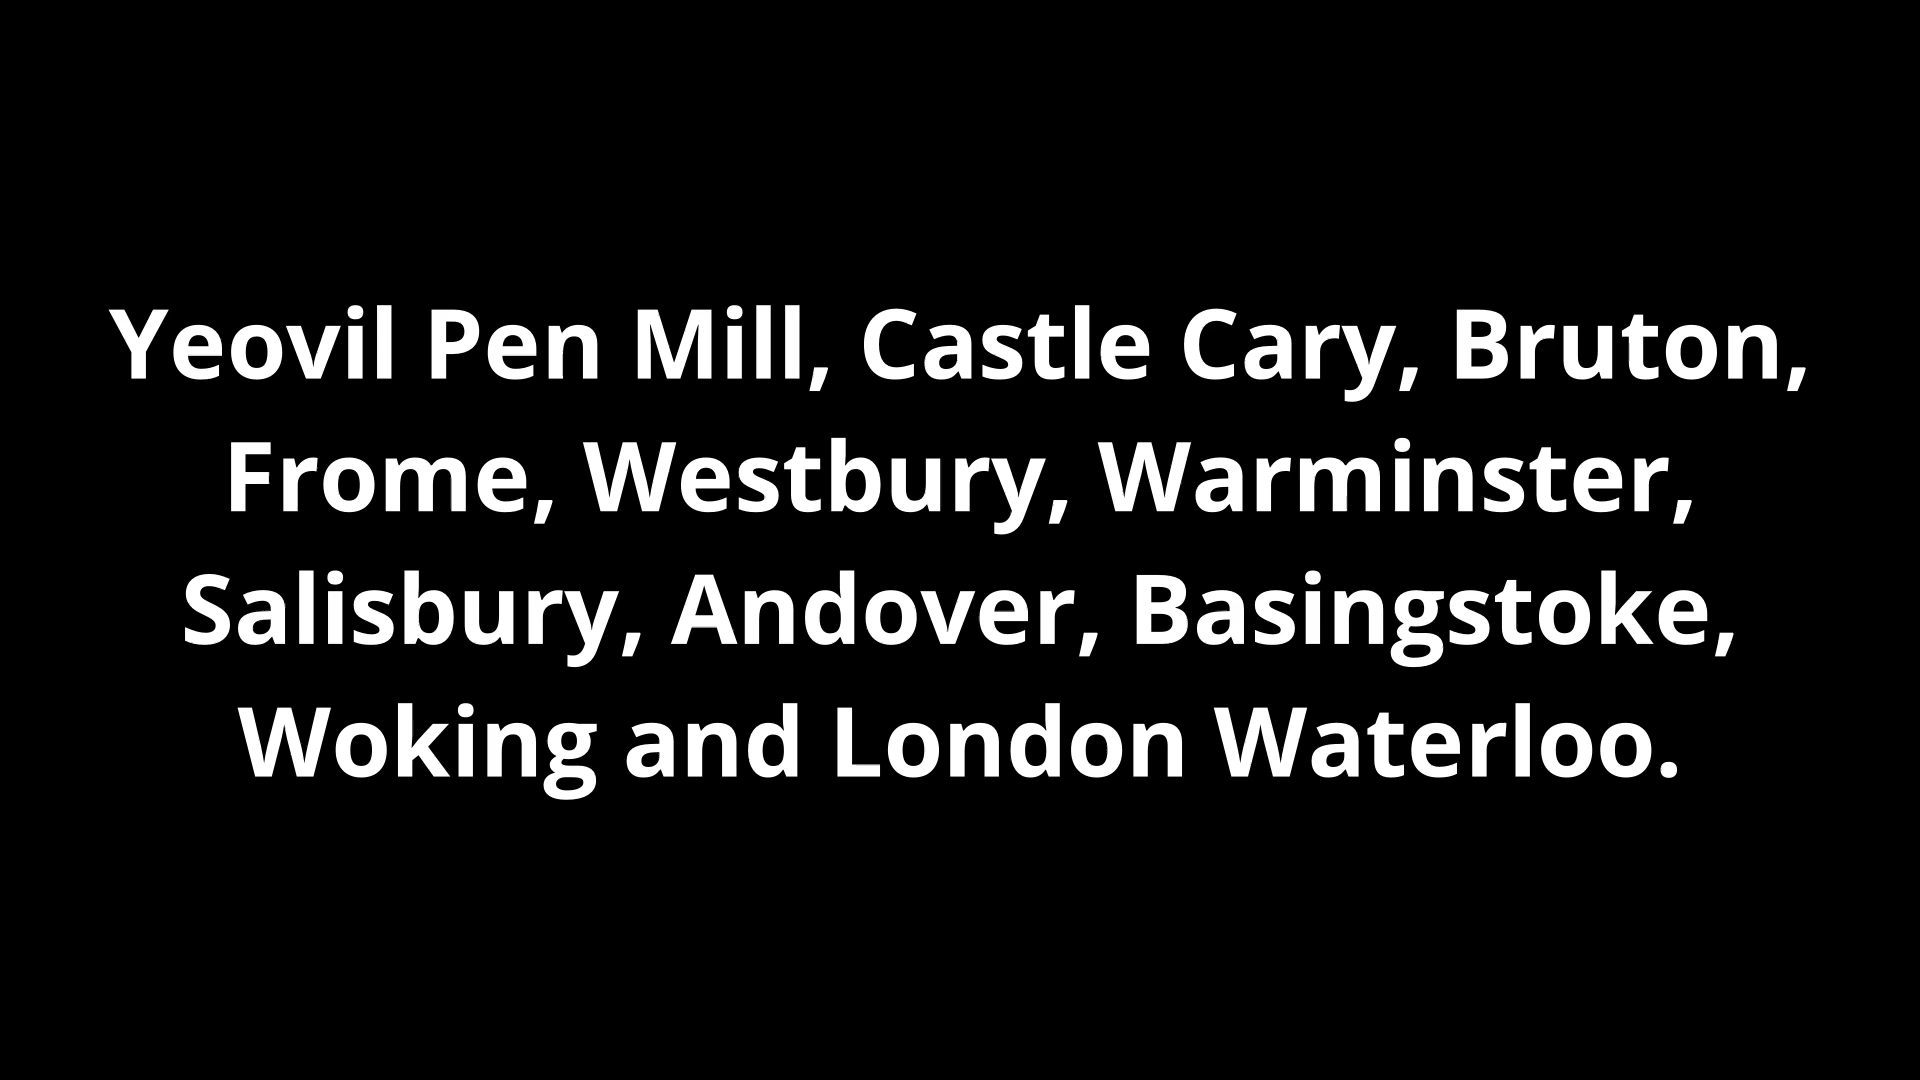 Yeovil Pen Mill, Castle Cary, Bruton,
Frome, Westbury, Warminster,
Salisbury, Andover, Basingstoke,
Woking and London Waterloo.